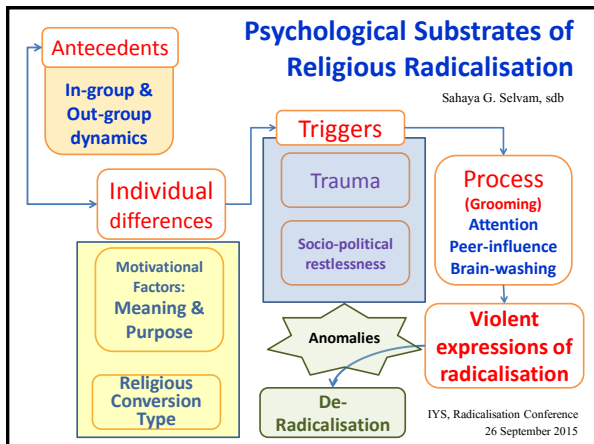 Psychological Substrates of
Religious Radicalisation
Sahaya G. Selvam, sdb
Antecedents
In-group &
Out-group
dynamics
Individual
differences
Motivational
Factors:
Meaning &
Purpose
Religious
Conversion
Type
Triggers
Trauma
Socio-political
restlessness
Process
(Grooming)
Attention
Peer-influence
Brain-washing
Violent
expressions of
radicalisation
Anomalies
De-
Radicalisation
IYS, Radicalisation Conference
26 September 2015